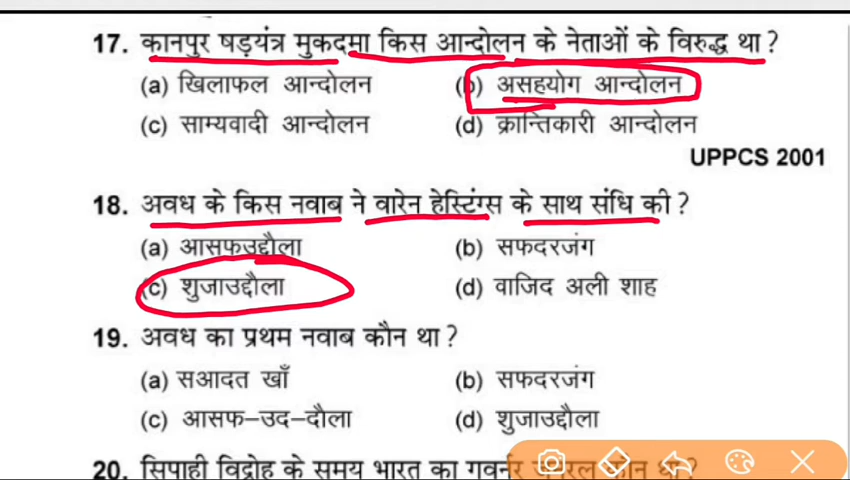 17. कानपुर षड़यंत्र मुकदमा किस आन्दोलन के नेताओं के विरुद्ध था?
(a) खिलाफल आन्दोलन (b) असहयोग आन्दोलन
(c) साम्यवादी आन्दोलन (d) क्रान्तिकारी आन्दोलन
UPPCS 2001
18. अवध के किस नवाब ने वारेन हेस्टिंग्स के साथ संधि की?
(a) आसफउद्दौला (b) सफदरजंग
(c) शुजाउद्दौला (d) वाजिद अली शाह
19. अवध का प्रथम नवाब कौन था?
(a) सआदत खाँ (b) सफदरजंग
(c) आसफ–उद–दौला (d) शुजाउद्दौला
20. सिपाही विद्रोह के समय भारत का गवर्नर जनरल कौन था?